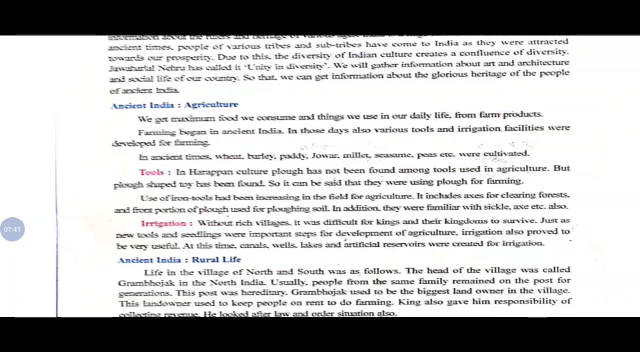 information about the rulers and heritage of various
ancient times, people of various tribes and sub-tribes have come to India as they were attracted
towards our prosperity. Due to this, the diversity of Indian culture creates a confluence of diversity.
Jawaharlal Nehru has called it 'Unity in diversity'. We will gather information about art and architecture
and social life of our country. So that, we can get information about the glorious heritage of the people
of ancient India.
Ancient India : Agriculture
We get maximum food we consume and things we use in our daily life, from farm products.
Farming began in ancient India. In those days also various tools and irrigation facilities were
developed for farming.
In ancient times, wheat, barley, paddy, Jowar, millet, seasame, peas etc. were cultivated.
Tools : In Harappan culture plough has not been found among tools used in agriculture. But
plough shaped toy has been found. So it can be said that they were using plough for farming.
Use of iron-tools had been increasing in the field for agriculture. It includes axes for clearing forests,
and front portion of plough used for ploughing soil. In addition, they were familiar with sickle, axe etc. also.
Irrigation : Without rich villages, it was difficult for kings and their kingdoms to survive. Just as
new tools and seedlings were important steps for development of agriculture, irrigation also proved to
be very useful. At this time, canals, wells, lakes and artificial reservoirs were created for irrigation.
Ancient India : Rural Life
Life in the village of North and South was as follows. The head of the village was called
Grambhojak in the North India. Usually, people from the same family remained on the post for
generations. This post was hereditary. Grambhojak used to be the biggest land owner in the village.
This landowner used to keep people on rent to do farming. King also gave him responsibility of
collecting revenue. He looked after law and order situation also.
07:41